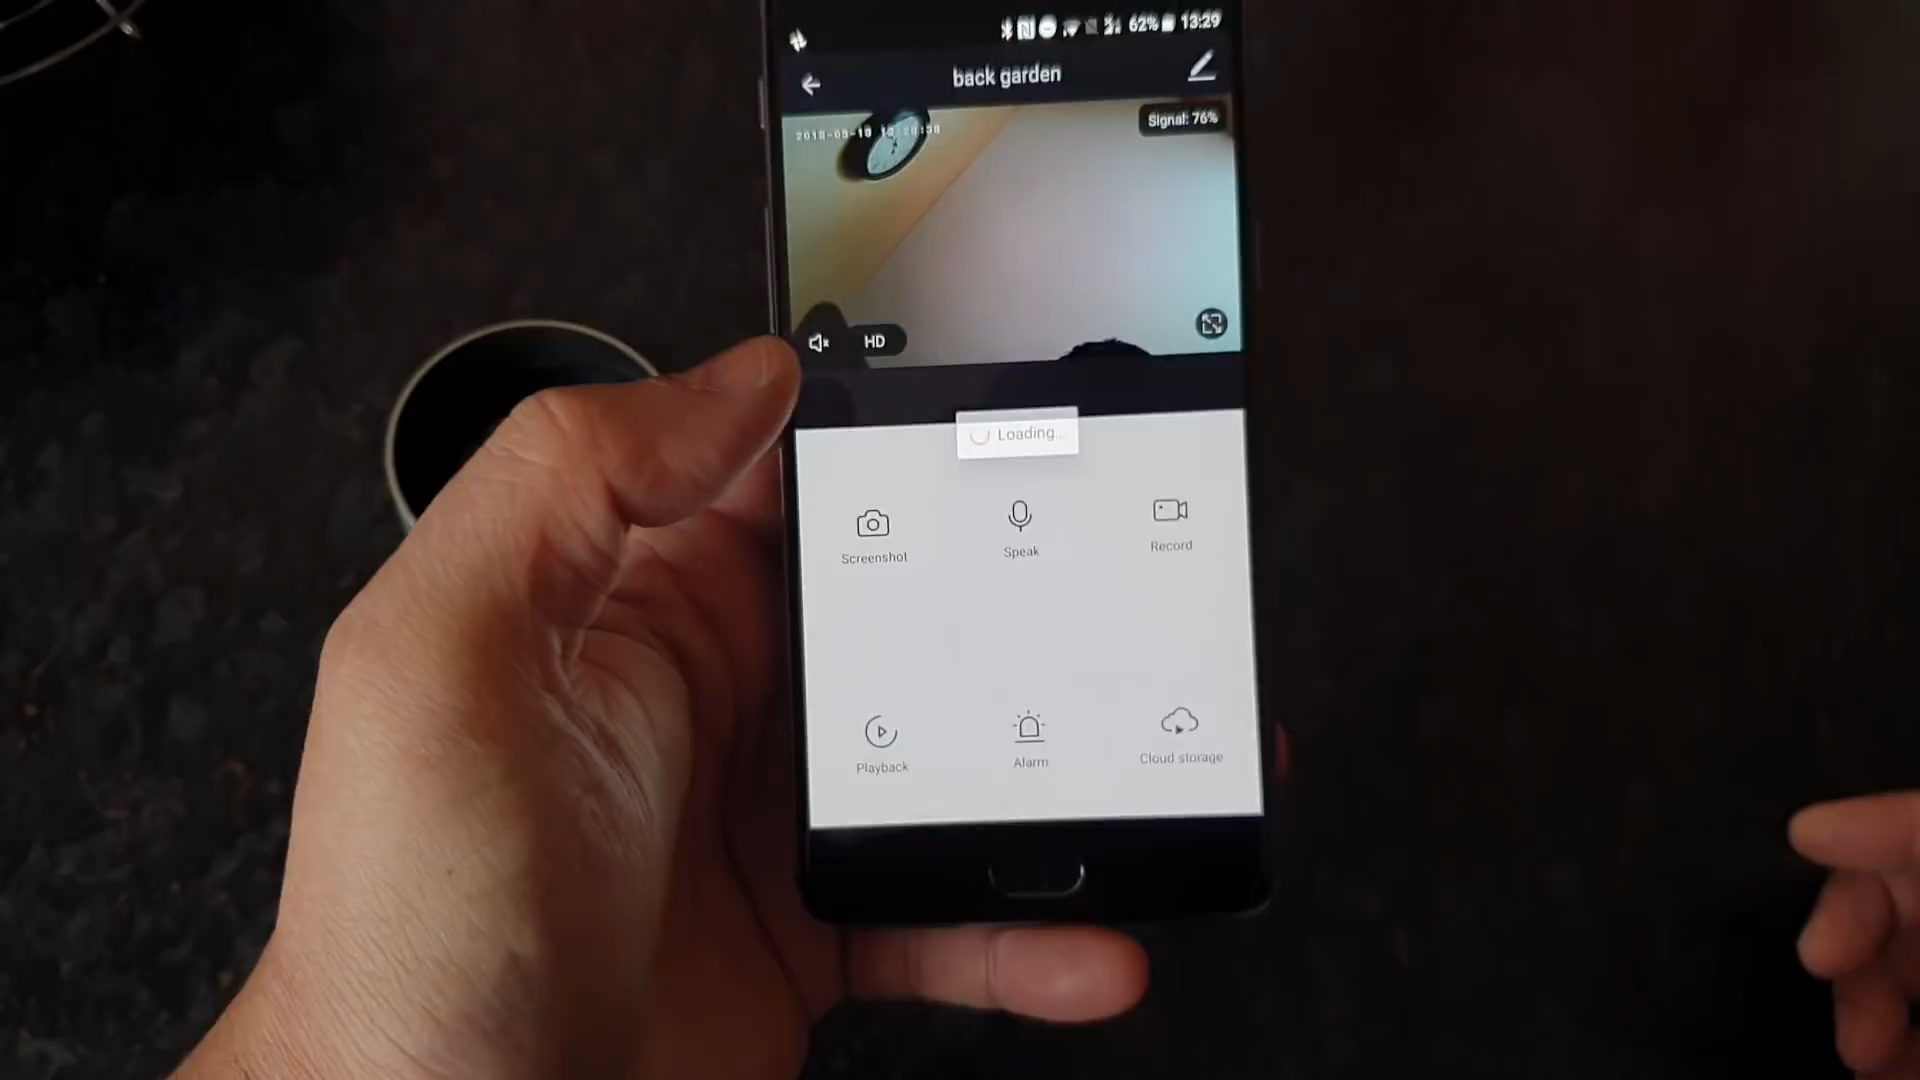 62% 13:29
back garden
Signal: 76%
HD
Loading...
Screenshot
Speak
Record
Playback
Alarm
Cloud storage